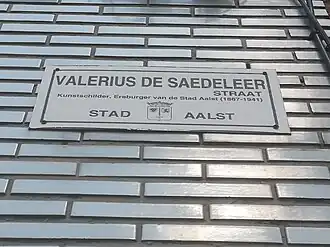 VALERIUS DE SAEDELEER
STRAAT
Kunstschilder, Ereburger van de Stad Aalst (1867-1941)
STAD AALST